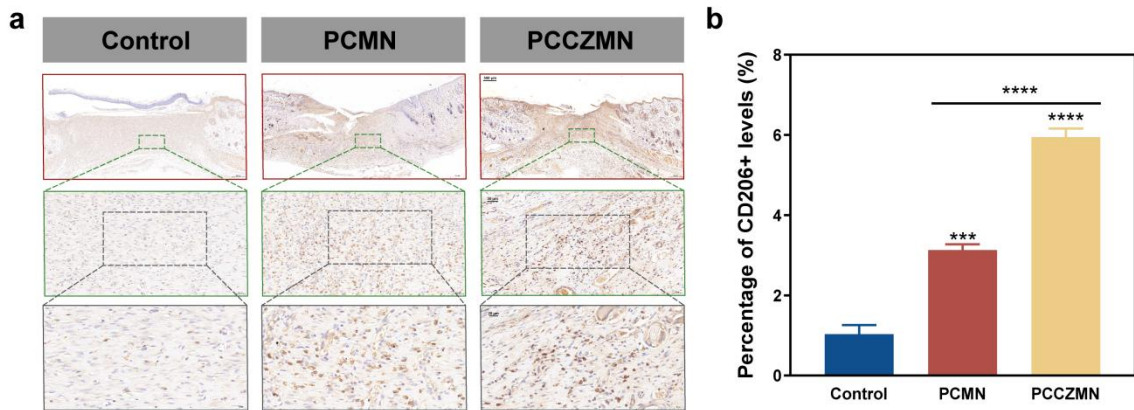 a
Control
PCMN
PCCZMN
b
Percentage of CD206+ levels (%)
8
6
4
2
0
****
****
***
Control
PCMN
PCCZMN